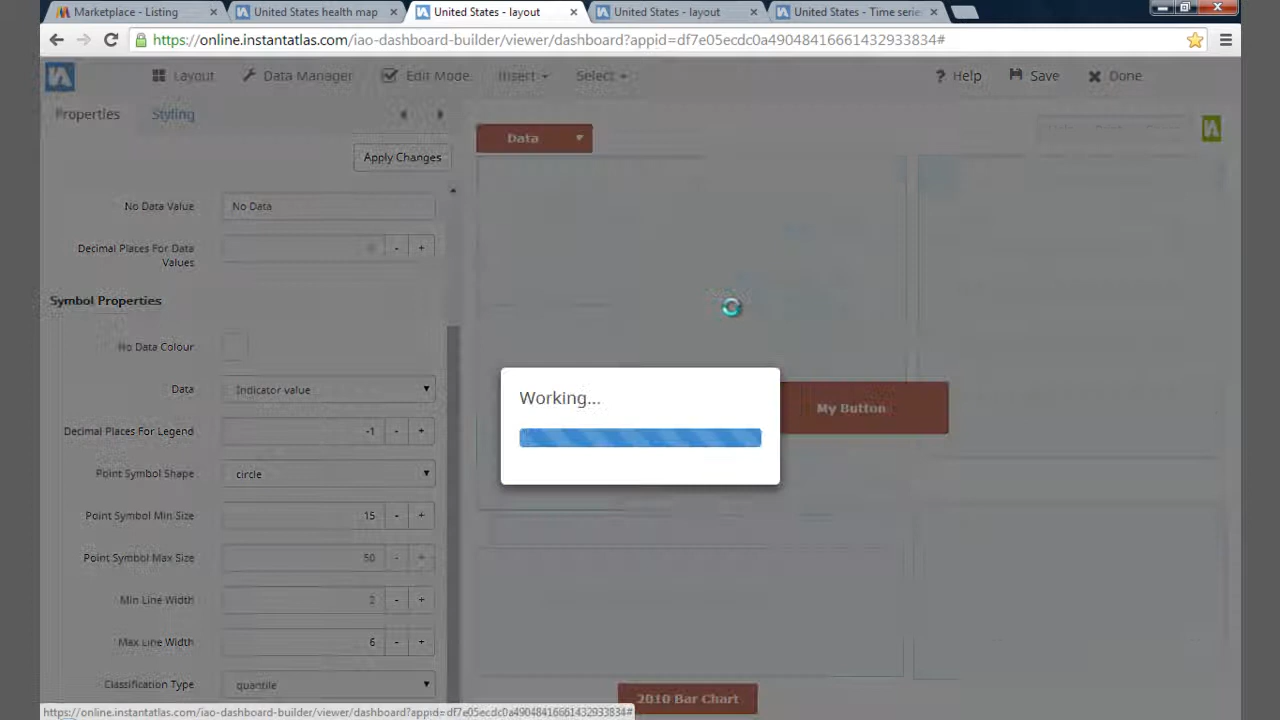 Marketplace - Listing
United States health map
United States - layout
United States - layout
United States - Time serie
https://online.instantatlas.com/iao-dashboard-builder/viewer/dashboard?appid=df7e05ecdc0a49048416661432933834#
Layout
Data Manager
Edit Mode
Insert
Select
? Help
Save
Done
Properties
Styling
Data
Apply Changes
No Data Value
No Data
Decimal Places For Data
Values
- +
Symbol Properties
No Data Colour
Data
Indicator value
Working...
My Button
Decimal Places For Legend
-1 - +
Point Symbol Shape
circle
Point Symbol Min Size
15 - +
Point Symbol Max Size
50 - +
Min Line Width
2 - +
Max Line Width
6 - +
Classification Type
quantile
2010 Bar Chart
https://online.instantatlas.com/iao-dashboard-builder/viewer/dashboard?appid=df7e05ecdc0a49048416661432933834#